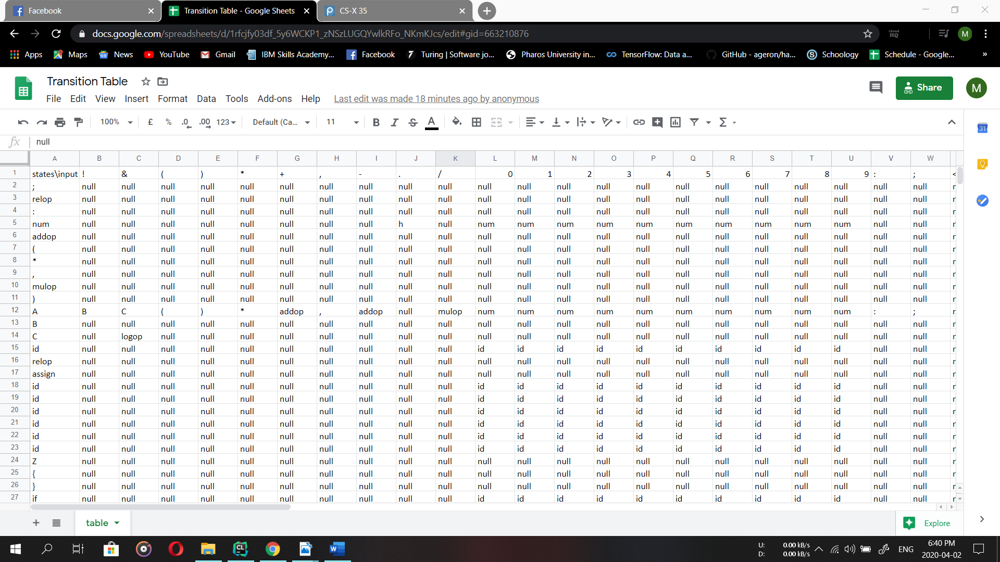 Facebook Transition Table - Google Sheets CS-X 35
docs.google.com/spreadsheets/d/1rfcjfy03df_5y6WCKP1_zNSzLUGQYwlkRFo_NKmKJcs/edit#gid=663210876 cloud HQ M
Apps Maps News YouTube Gmail IBM Skills Academy... Facebook Turing | Software jo... Pharos University in... TensorFlow: Data a... GitHub - ageron/ha... Schoology Schedule - Google... »
Transition Table Share M
File Edit View Insert Format Data Tools Add-ons Help Last edit was made 18 minutes ago by anonymous
100% £ % .0 .00 123 Default (Ca... 11 B I S A Σ 31
fx null
A B C D E F G H I J K L M N O P Q R S T U V W
1 states\input ! & ( ) * + , - . / 0 1 2 3 4 5 6 7 8 9 : ; <
2 ; null null null null null null null null null null null null null null null null null null null null null null
3 relop null null null null null null null null null null null null null null null null null null null null null null
4 : null null null null null null null null null null null null null null null null null null null null null null
5 num null null null null null null null null h null num num num num num num num num num num null null
6 addop null null null null null null null null null null null null null null null null null null null null null null
7 ( null null null null null null null null null null null null null null null null null null null null null null
8 * null null null null null null null null null null null null null null null null null null null null null null
9 , null null null null null null null null null null null null null null null null null null null null null null
10 mulop null null null null null null null null null null null null null null null null null null null null null null
11 ) null null null null null null null null null null null null null null null null null null null null null null
12 A B C ( ) * addop , addop null mulop num num num num num num num num num num : ;
13 B null null null null null null null null null null null null null null null null null null null null null null
14 C null logop null null null null null null null null null null null null null null null null null null null null
15 id null null null null null null null null null null id id id id id id id id id id null null
16 relop null null null null null null null null null null null null null null null null null null null null null null
17 assign null null null null null null null null null null null null null null null null null null null null null null
18 id null null null null null null null null null null id id id id id id id id id id null null
19 id null null null null null null null null null null id id id id id id id id id id null null
20 id null null null null null null null null null null id id id id id id id id id id null null
21 id null null null null null null null null null null id id id id id id id id id id null null
22 id null null null null null null null null null null id id id id id id id id id id null null
23 id null null null null null null null null null null id id id id id id id id id id null null
24 Z null null null null null null null null null null null null null null null null null null null null null null
25 { null null null null null null null null null null null null null null null null null null null null null null
26 } null null null null null null null null null null null null null null null null null null null null null null
27 if null null null null null null null null null null id id id id id id id id id id null null
table Explore
U: 0.00 kB/s
D: 0.00 kB/s
ENG
6:40 PM
2020-04-02